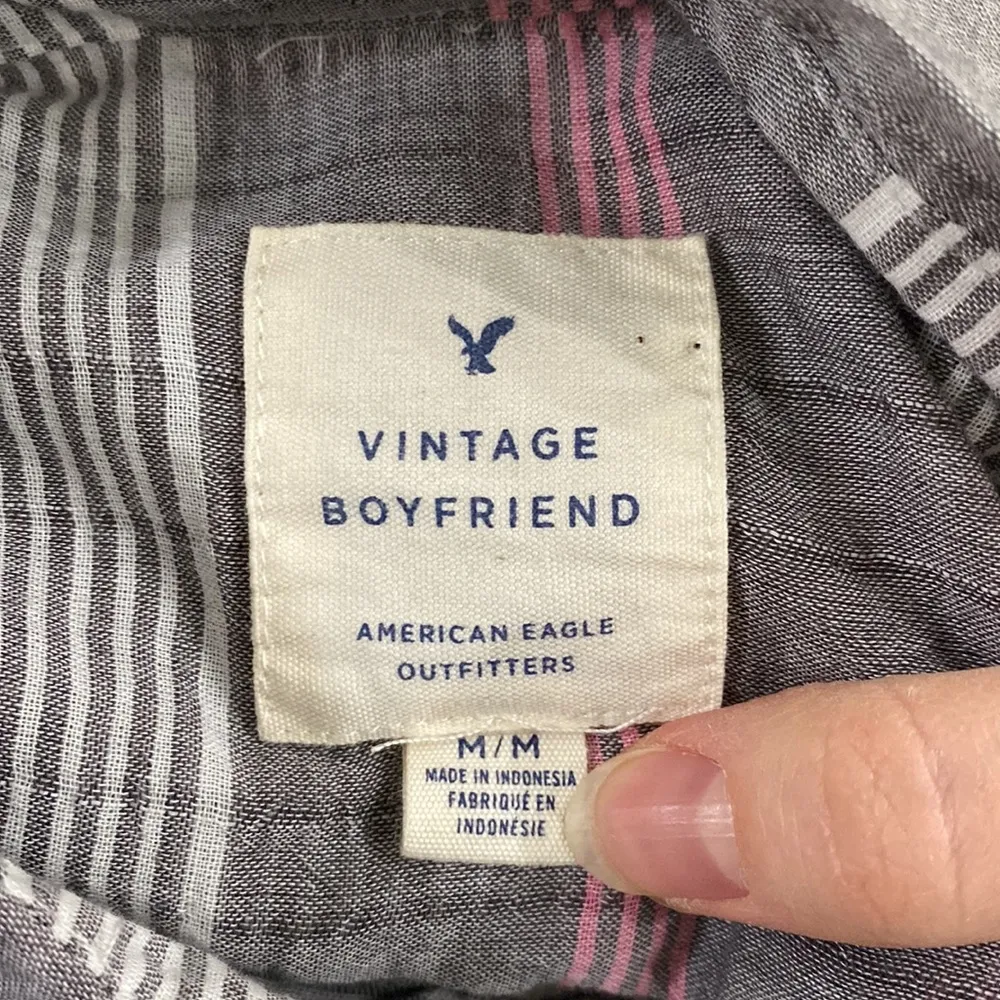 VINTAGE
BOYFRIEND
AMERICAN EAGLE
OUTFITTERS
M/M
MADE IN INDONESIA
FABRIQUÉ EN
INDONÉSIE